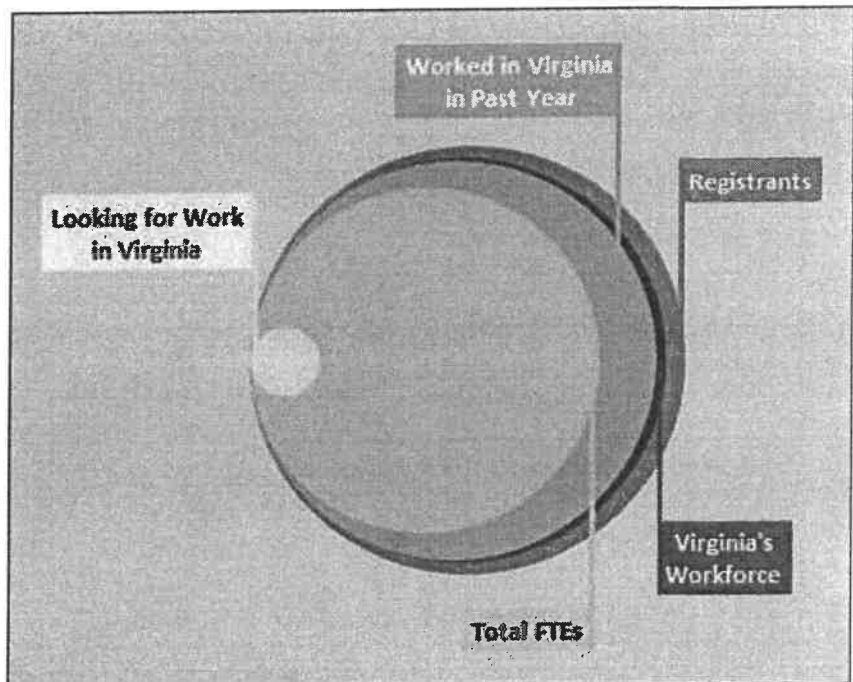 Worked in Virginia
in Past Year
Registrants
Looking for Work
in Virginia
Virginia's
Workforce
Total FTEs